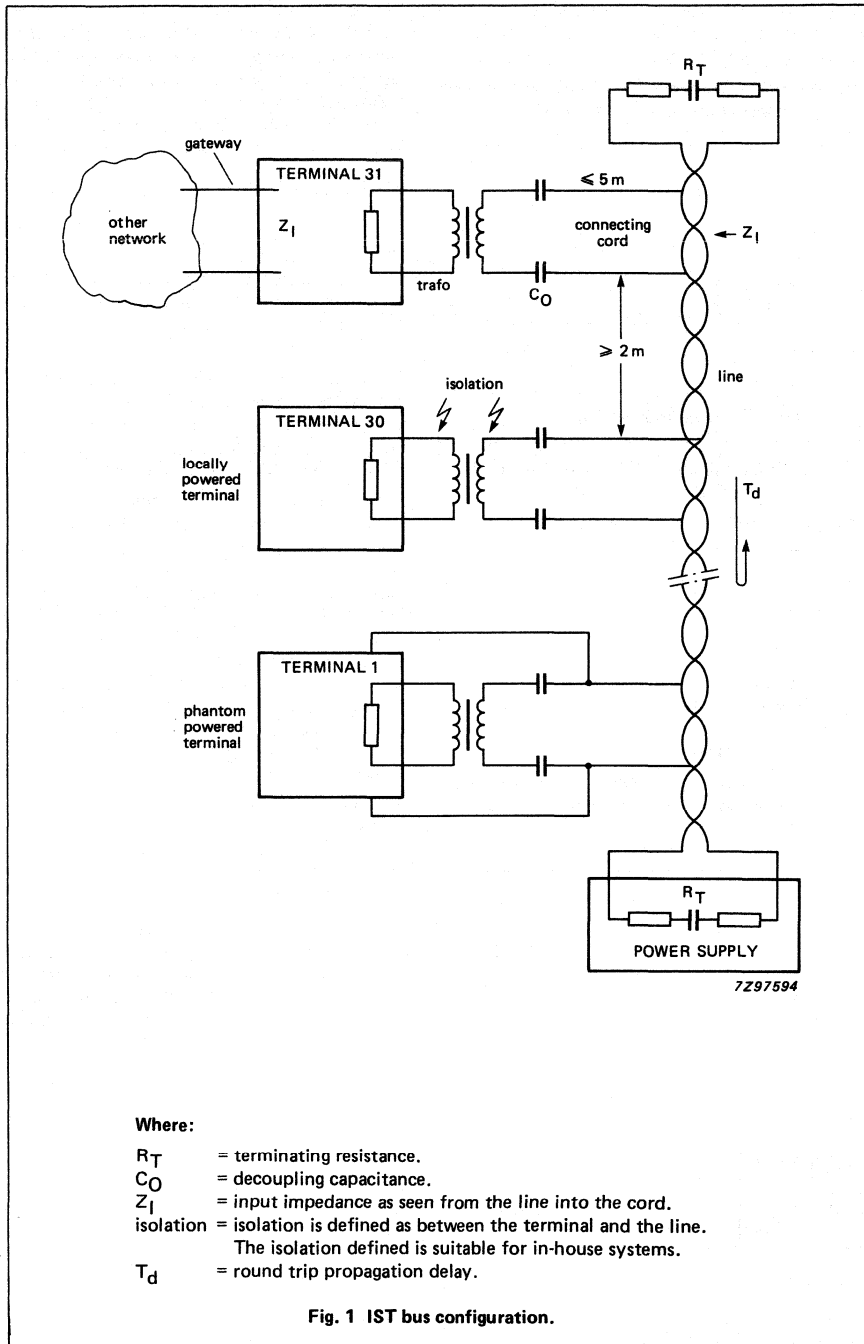 R_T
gateway
TERMINAL 31
≤ 5 m
other
network
Z_I
connecting
cord
Z_I
trafo
C_O
≥ 2 m
line
isolation
TERMINAL 30
locally
powered
terminal
T_d
TERMINAL 1
phantom
powered
terminal
R_T
POWER SUPPLY
7Z97594
Where:
R_T = terminating resistance.
C_O = decoupling capacitance.
Z_I = input impedance as seen from the line into the cord.
isolation = isolation is defined as between the terminal and the line.
The isolation defined is suitable for in-house systems.
T_d = round trip propagation delay.
Fig. 1 IST bus configuration.